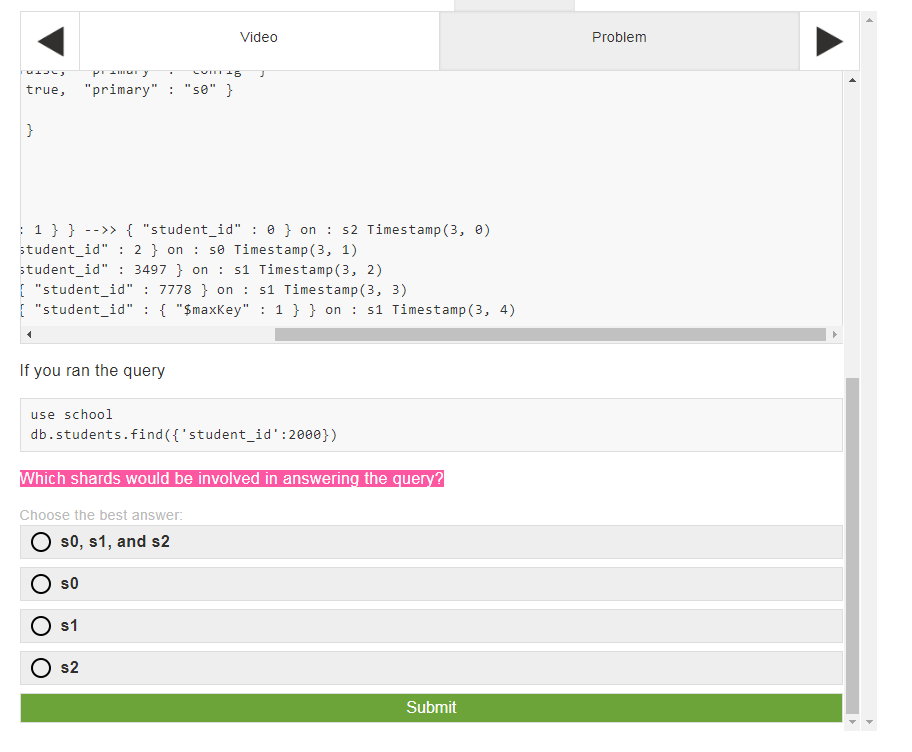 Video
Problem
"primary" : "config" }
true, "primary" : "s0" }
}
: 1 } } -->> { "student_id" : 0 } on : s2 Timestamp(3, 0)
student_id" : 2 } on : s0 Timestamp(3, 1)
student_id" : 3497 } on : s1 Timestamp(3, 2)
{ "student_id" : 7778 } on : s1 Timestamp(3, 3)
{ "student_id" : { "$maxKey" : 1 } } on : s1 Timestamp(3, 4)
If you ran the query
use school
db.students.find({'student_id':2000})
Which shards would be involved in answering the query?
Choose the best answer:
s0, s1, and s2
s0
s1
s2
Submit